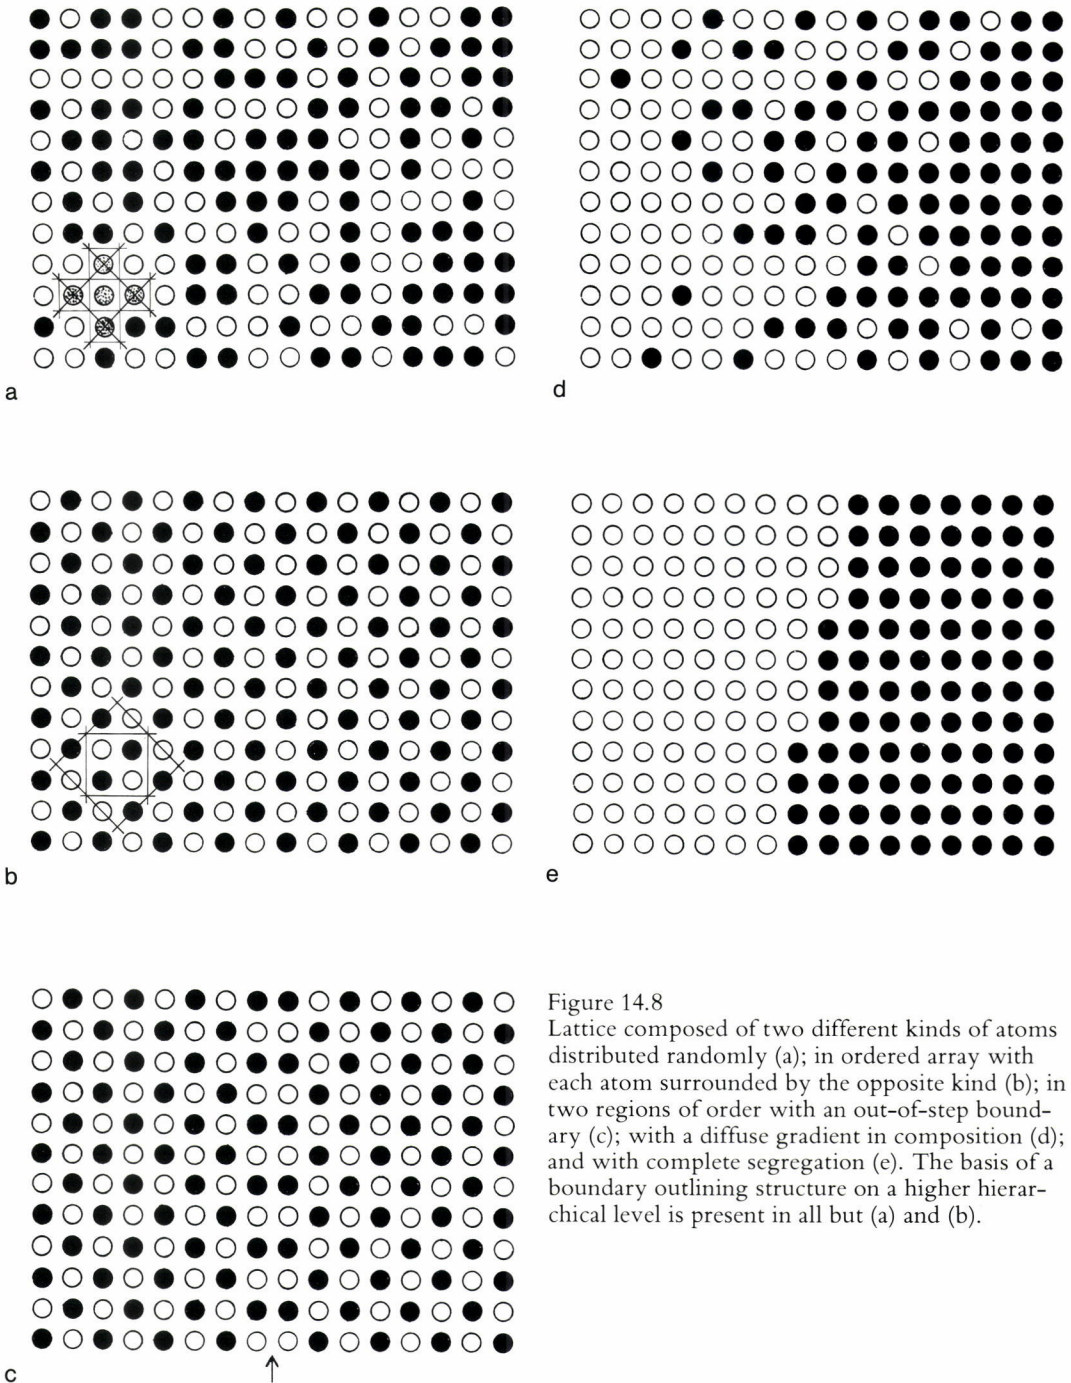 a
d
b
e
c
Figure 14.8
Lattice composed of two different kinds of atoms
distributed randomly (a); in ordered array with
each atom surrounded by the opposite kind (b); in
two regions of order with an out-of-step bound-
ary (c); with a diffuse gradient in composition (d);
and with complete segregation (e). The basis of a
boundary outlining structure on a higher hierar-
chical level is present in all but (a) and (b).